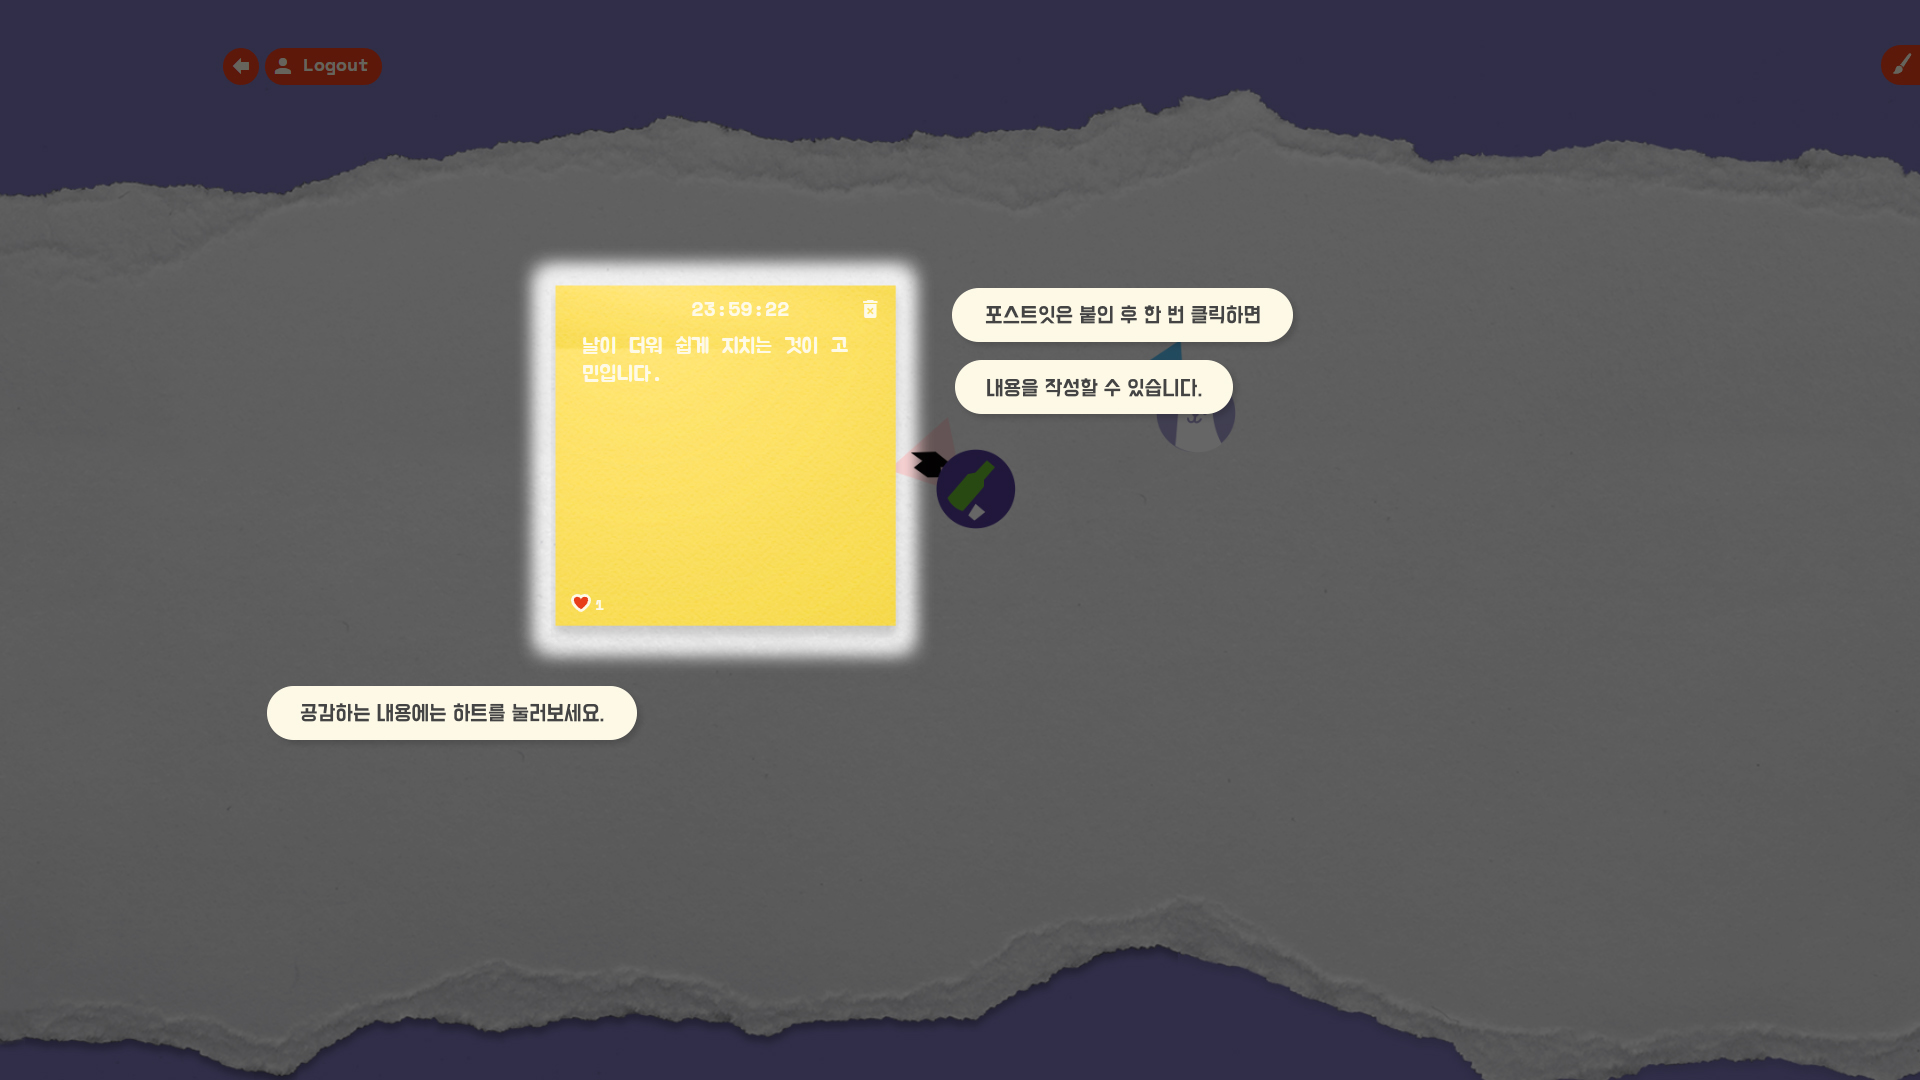 Logout
23:59:22
날이 더워 쉽게 지치는 것이 고
민입니다.
1
포스트잇은 붙인 후 한 번 클릭하면
내용을 작성할 수 있습니다.
공감하는 내용에는 하트를 눌러보세요.